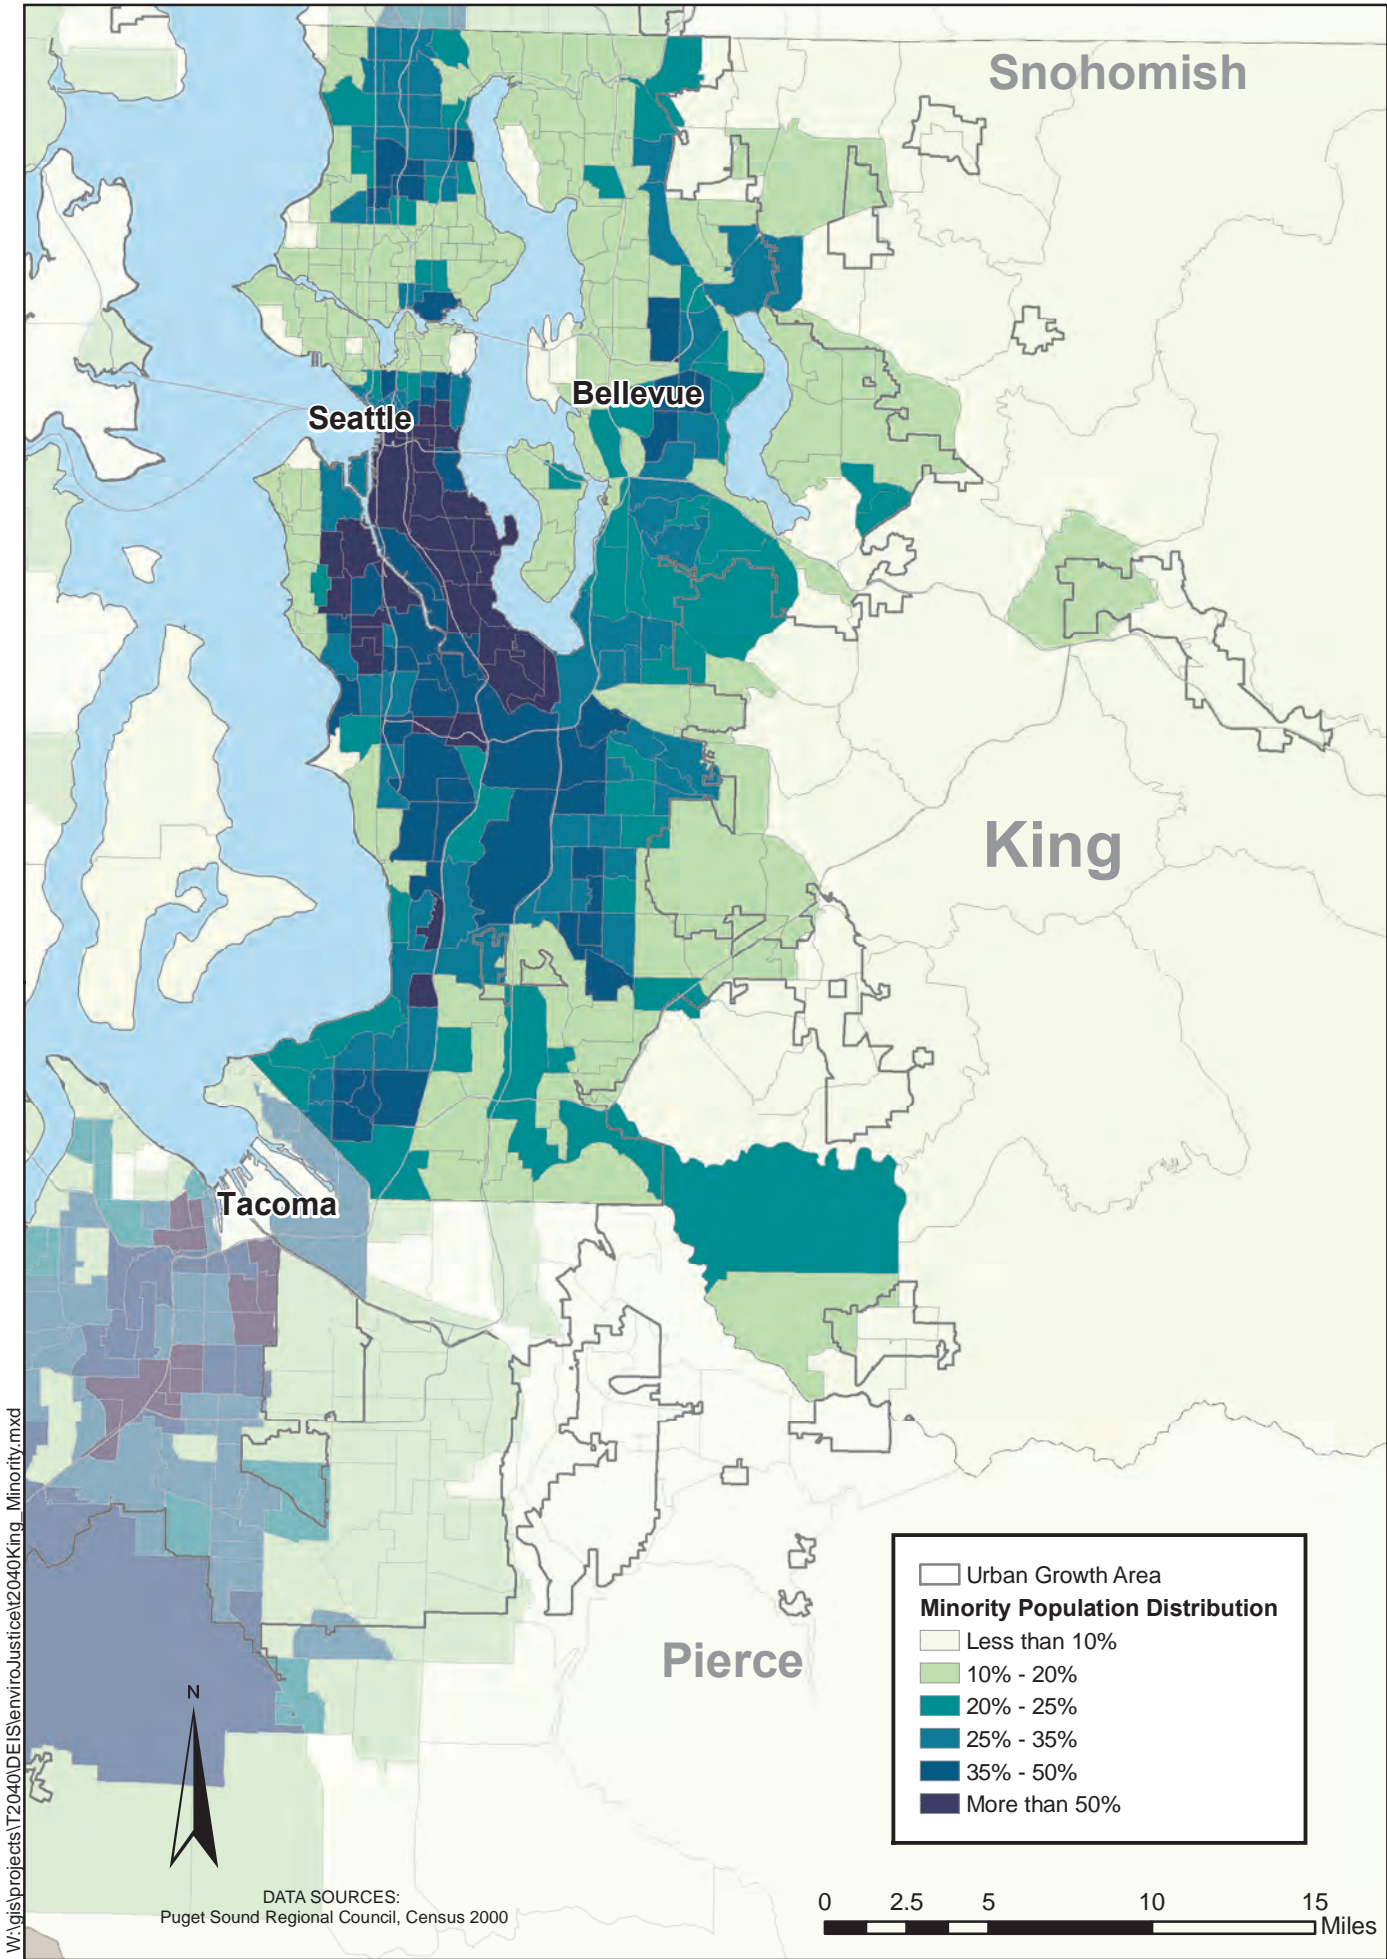 Snohomish
Bellevue
Seattle
King
Tacoma
Pierce
Urban Growth Area
Minority Population Distribution
Less than 10%
10% - 20%
20% - 25%
25% - 35%
35% - 50%
More than 50%
N
DATA SOURCES:
Puget Sound Regional Council, Census 2000
0 2.5 5 10 15
Miles
W:\gis\projects\T2040\DEIS\enviroJustice\t2040King_Minority.mxd